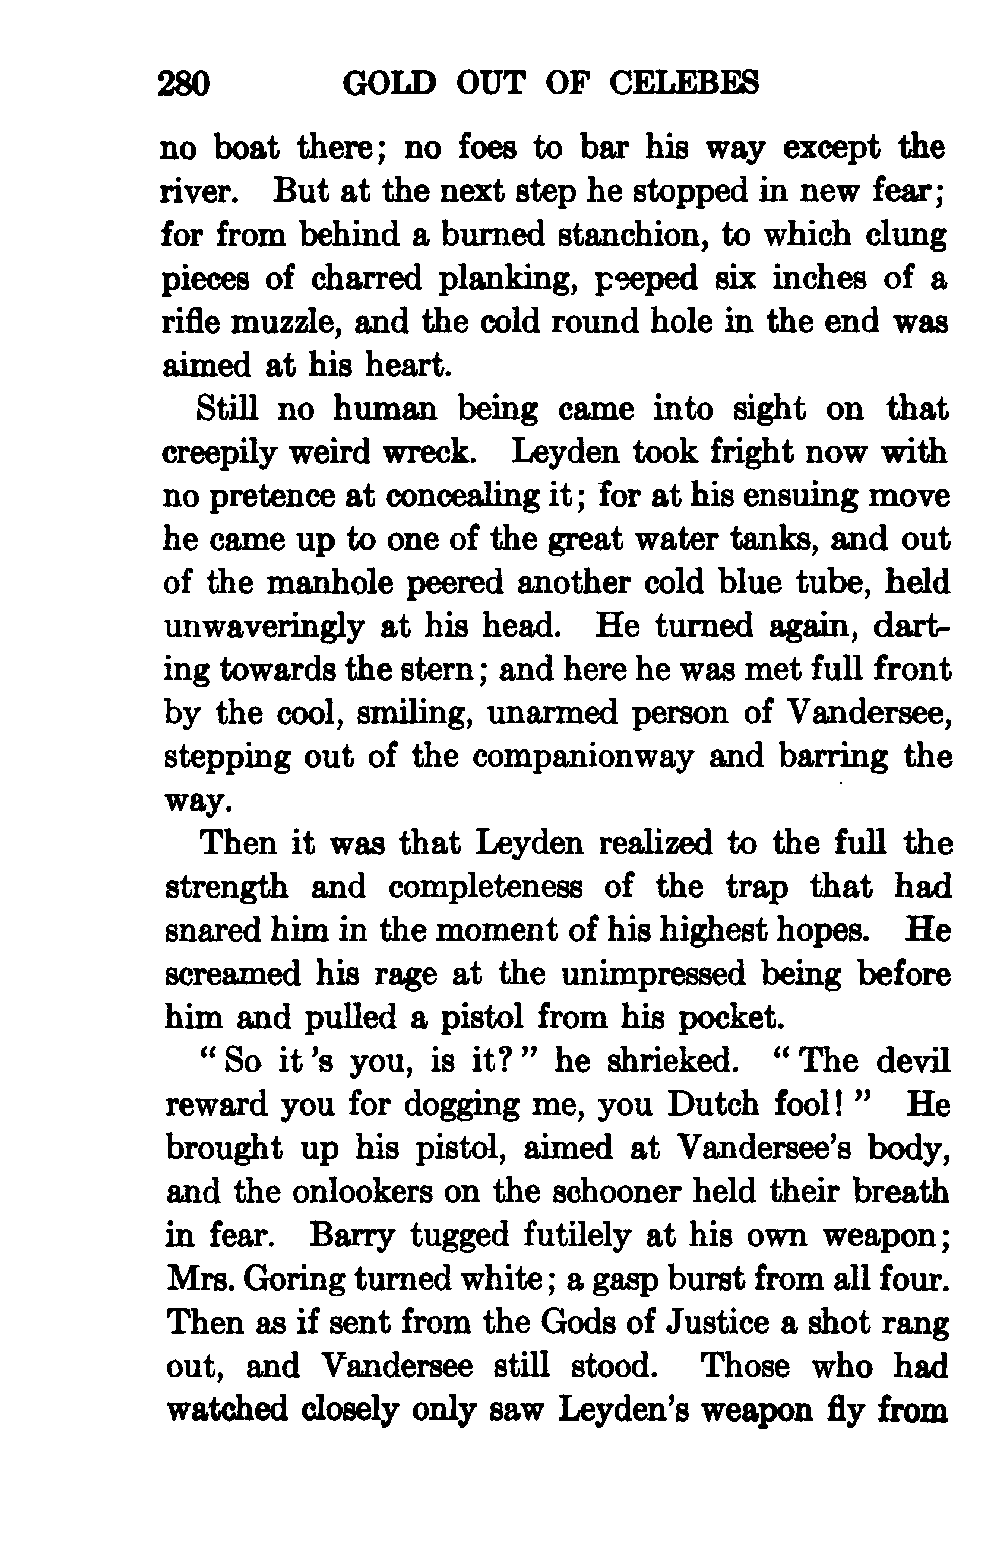 280 GOLD OUT OF CELEBES
no boat there; no foes to bar his way except the
river. But at the next step he stopped in new fear;
for from behind a burned stanchion, to which clung
pieces of charred planking, peeped six inches of a
rifle muzzle, and the cold round hole in the end was
aimed at his heart.
Still no human being came into sight on that
creepily weird wreck. Leyden took fright now with
no pretence at concealing it; for at his ensuing move
he came up to one of the great water tanks, and out
of the manhole peered another cold blue tube, held
unwaveringly at his head. He turned again, dart-
ing towards the stern; and here he was met full front
by the cool, smiling, unarmed person of Vandersee,
stepping out of the companionway and barring the
way.
Then it was that Leyden realized to the full the
strength and completeness of the trap that had
snared him in the moment of his highest hopes. He
screamed his rage at the unimpressed being before
him and pulled a pistol from his pocket.
"So it's you, is it?" he shrieked. "The devil
reward you for dogging me, you Dutch fool!" He
brought up his pistol, aimed at Vandersee's body,
and the onlookers on the schooner held their breath
in fear. Barry tugged futilely at his own weapon;
Mrs. Goring turned white; a gasp burst from all four.
Then as if sent from the Gods of Justice a shot rang
out, and Vandersee still stood. Those who had
watched closely only saw Leyden's weapon fly from